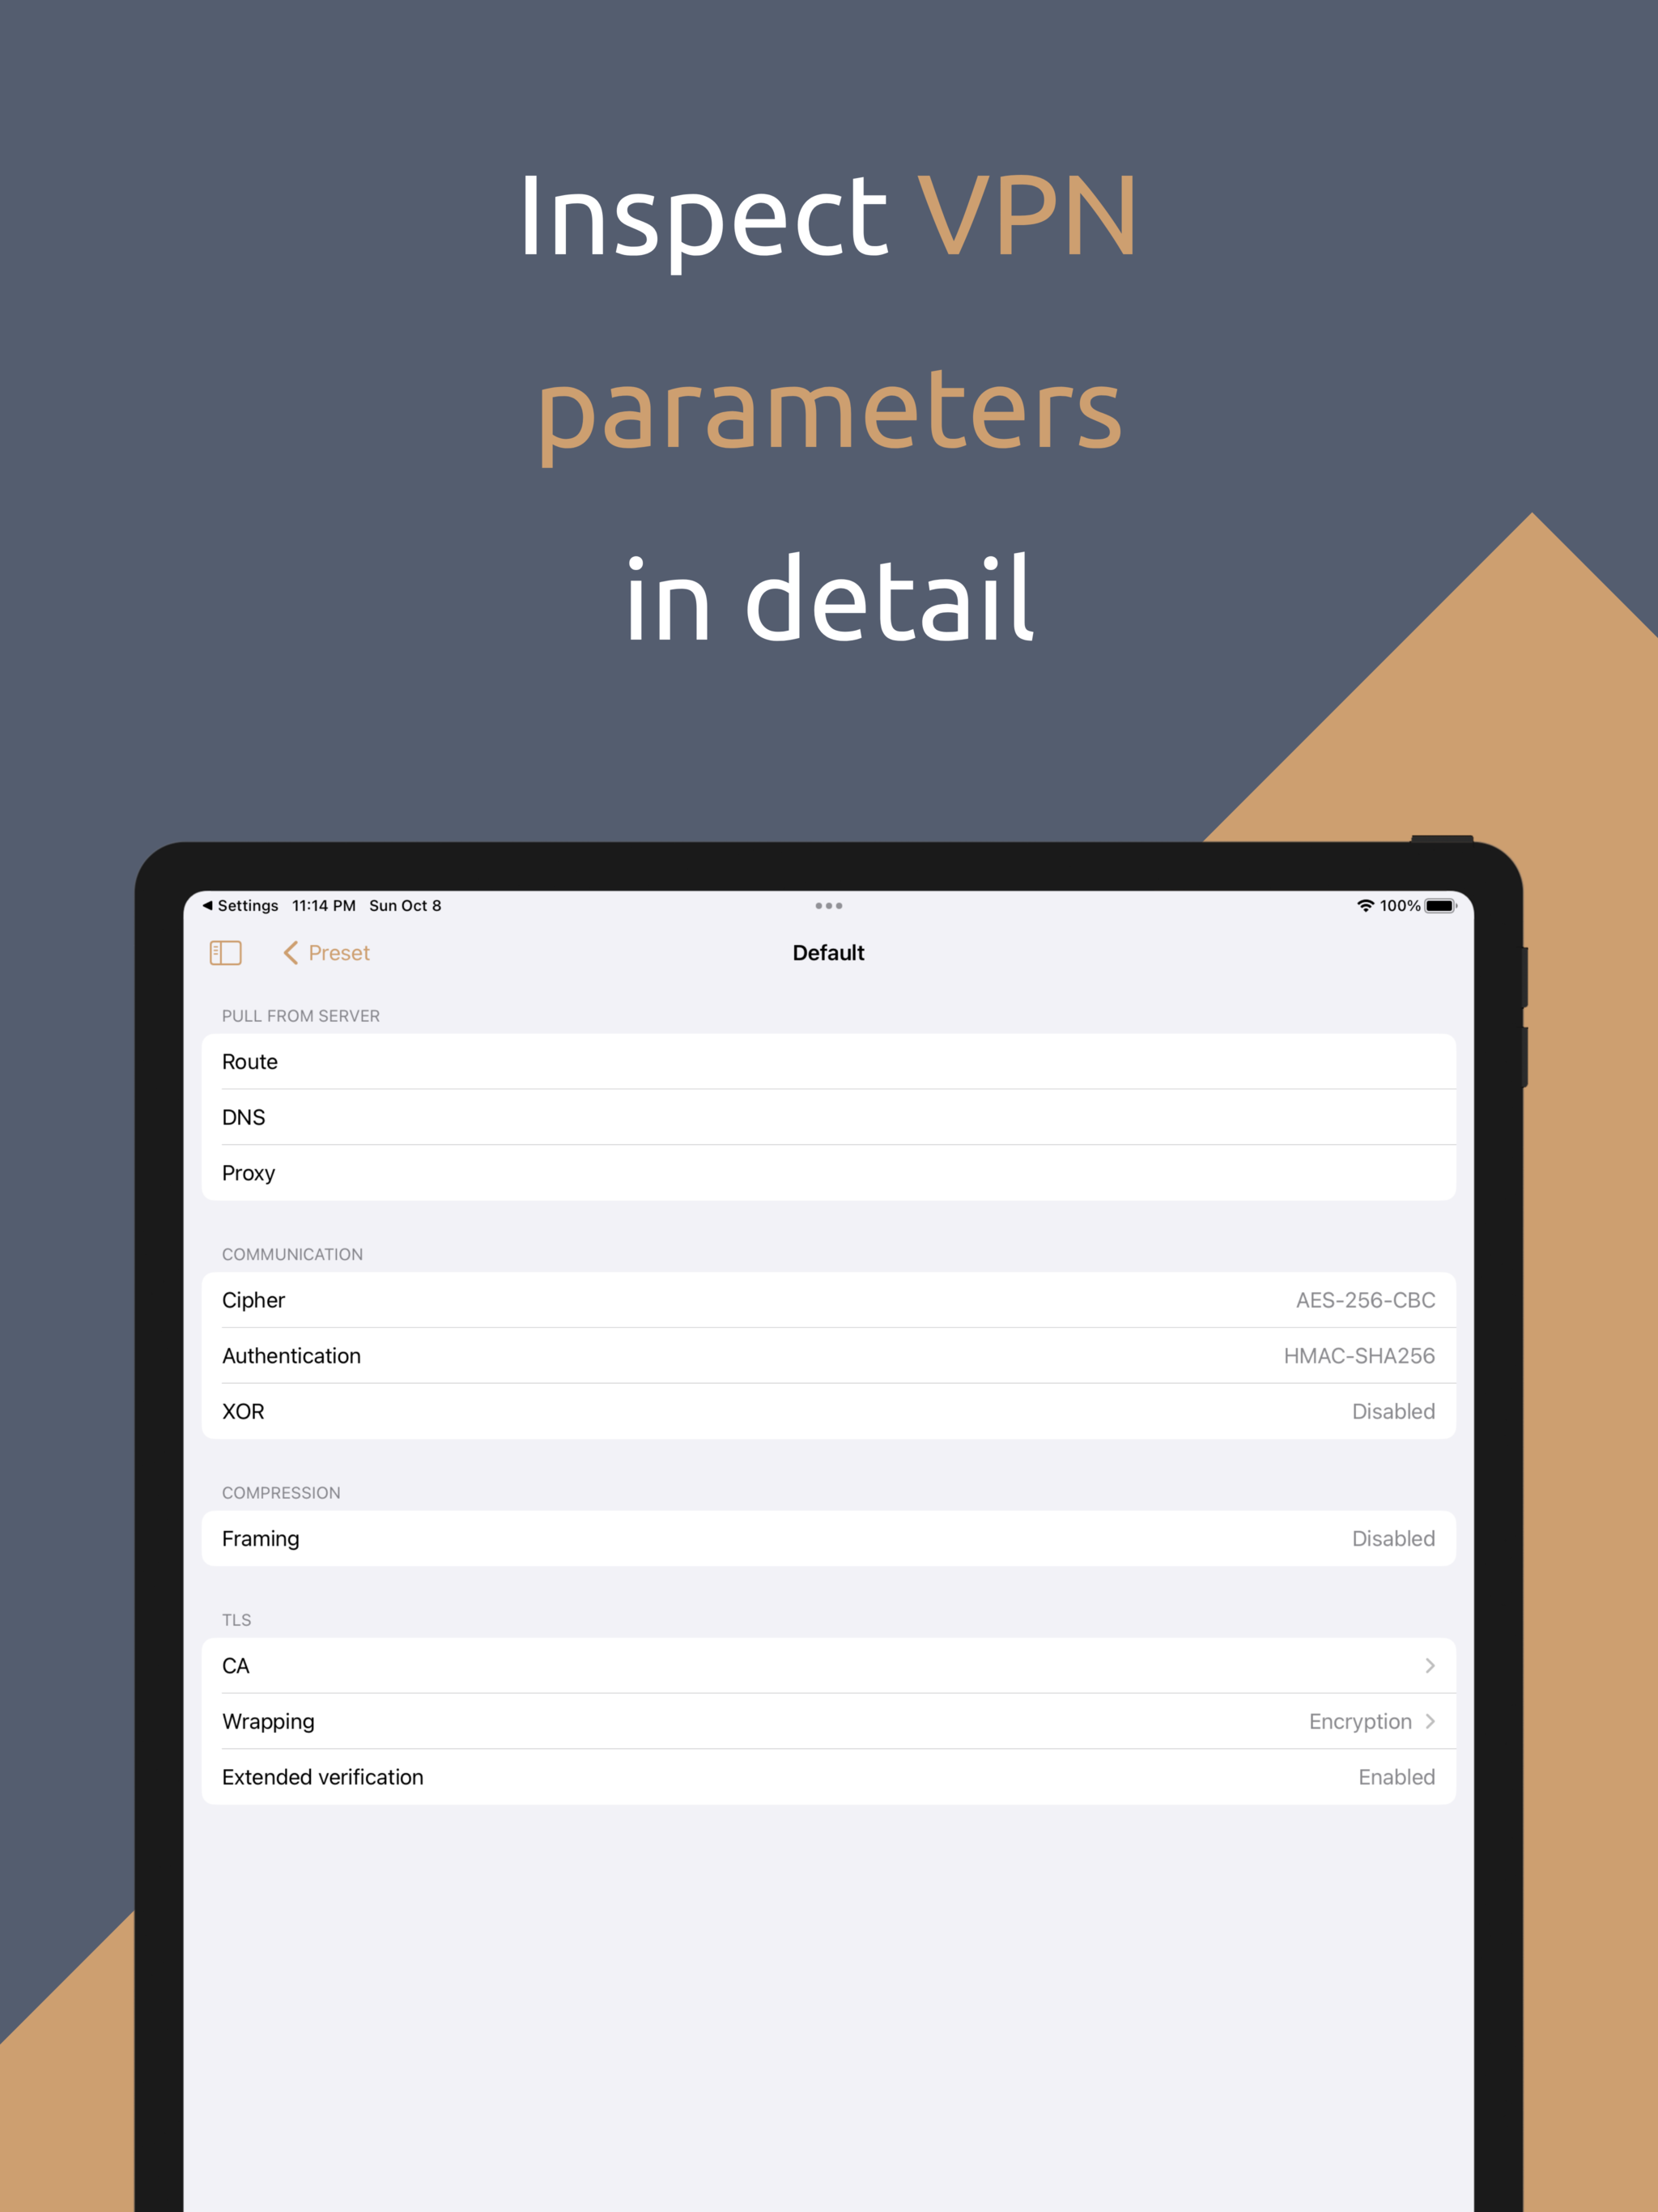 Inspect VPN
parameters
in detail
Settings 11:14 PM Sun Oct 8 100%
Preset Default
PULL FROM SERVER
Route
DNS
Proxy
COMMUNICATION
Cipher AES-256-CBC
Authentication HMAC-SHA256
XOR Disabled
COMPRESSION
Framing Disabled
TLS
CA
Wrapping Encryption
Extended verification Enabled